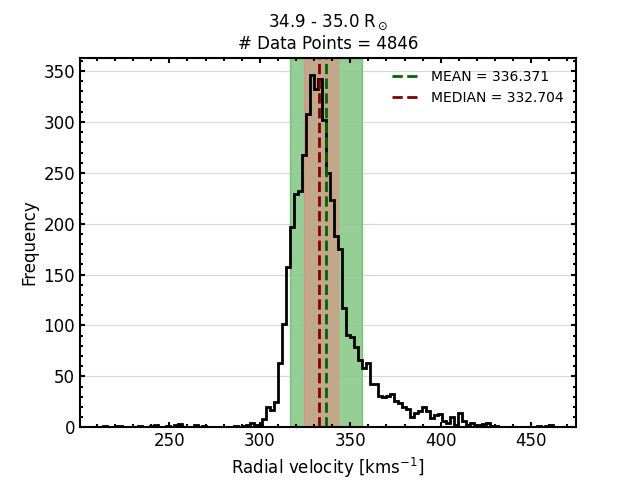 34.9 - 35.0 R⊙
# Data Points = 4846
350
300
250
200
150
100
50
0
Frequency
MEAN = 336.371
MEDIAN = 332.704
250 300 350 400 450
Radial velocity [kms⁻¹]